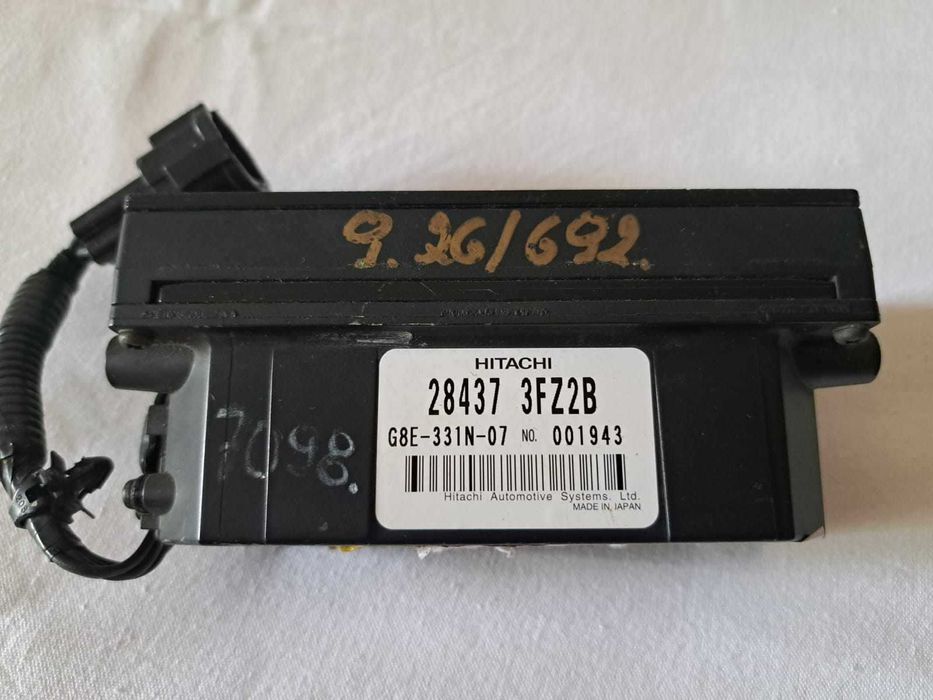 9.26/692.
HITACHI
28437 3FZ2B
G8E-331N-07 NO. 001943
Hitachi Automotive Systems, Ltd.
MADE IN JAPAN
7098.